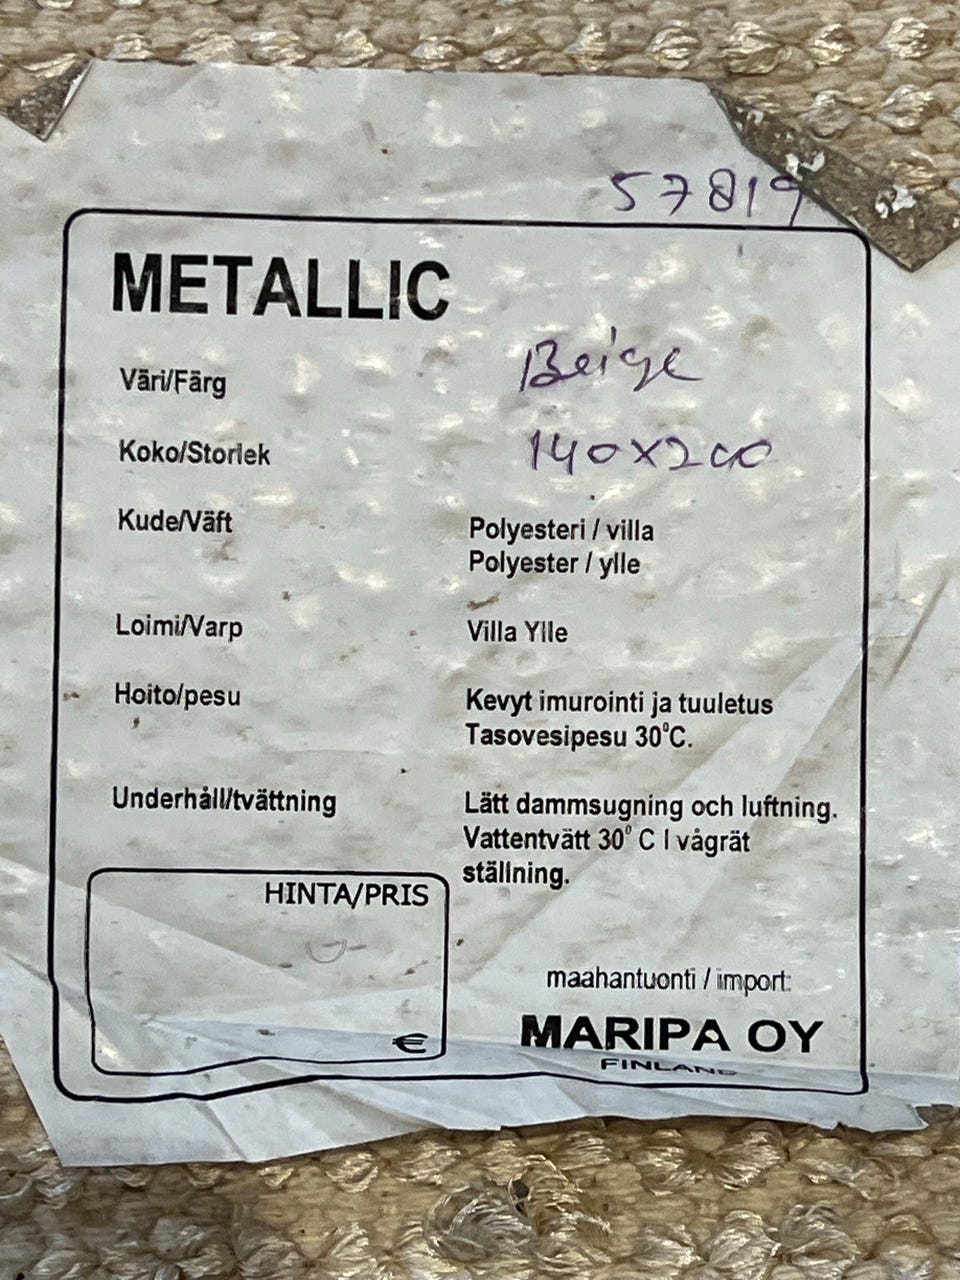 57819
METALLIC
Väri/Färg Beige
Koko/Storlek 140x200
Kude/Väft Polyesteri / villa
Polyester / ylle
Loimi/Varp Villa Ylle
Hoito/pesu Kevyt imurointi ja tuuletus
Tasovesipesu 30⁰C.
Underhåll/tvättning Lätt dammsugning och luftning.
Vattentvätt 30⁰ C I vågrät
ställning.
HINTA/PRIS
€
maahantuonti / import:
MARIPA OY
FINLAND